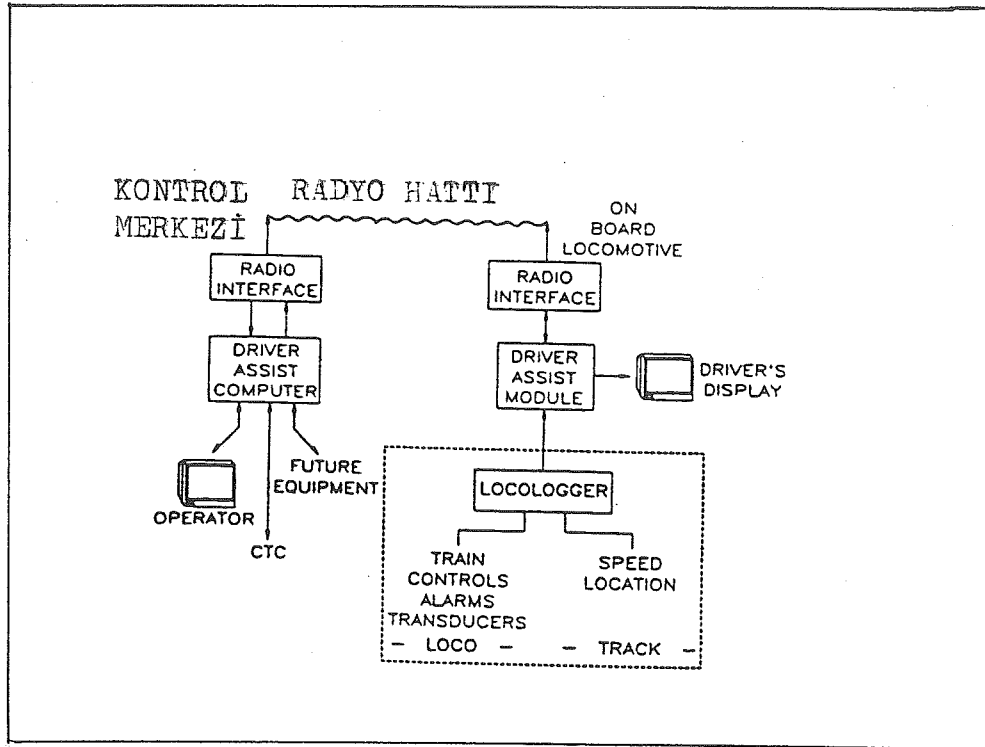 KONTROL RADYO HATTI
MERKEZİ
ON
BOARD
LOCOMOTIVE
RADIO
INTERFACE
RADIO
INTERFACE
DRIVER
ASSIST
COMPUTER
DRIVER
ASSIST
MODULE
DRIVER'S
DISPLAY
FUTURE
EQUIPMENT
OPERATOR
CTC
LOCOLOGGER
TRAIN
CONTROLS
ALARMS
TRANSDUCERS
SPEED
LOCATION
- LOCO -
- TRACK -